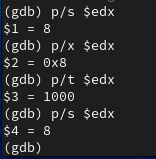 (gdb) p/s $edx
$1 = 8
(gdb) p/x $edx
$2 = 0x8
(gdb) p/t $edx
$3 = 1000
(gdb) p/s $edx
$4 = 8
(gdb)